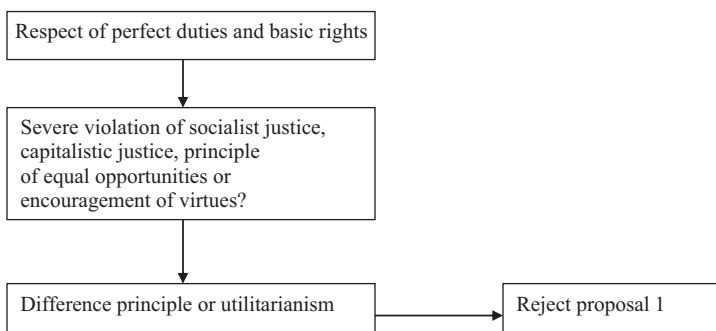 Respect of perfect duties and basic rights
Severe violation of socialist justice,
capitalistic justice, principle
of equal opportunities or
encouragement of virtues?
Difference principle or utilitarianism
Reject proposal 1